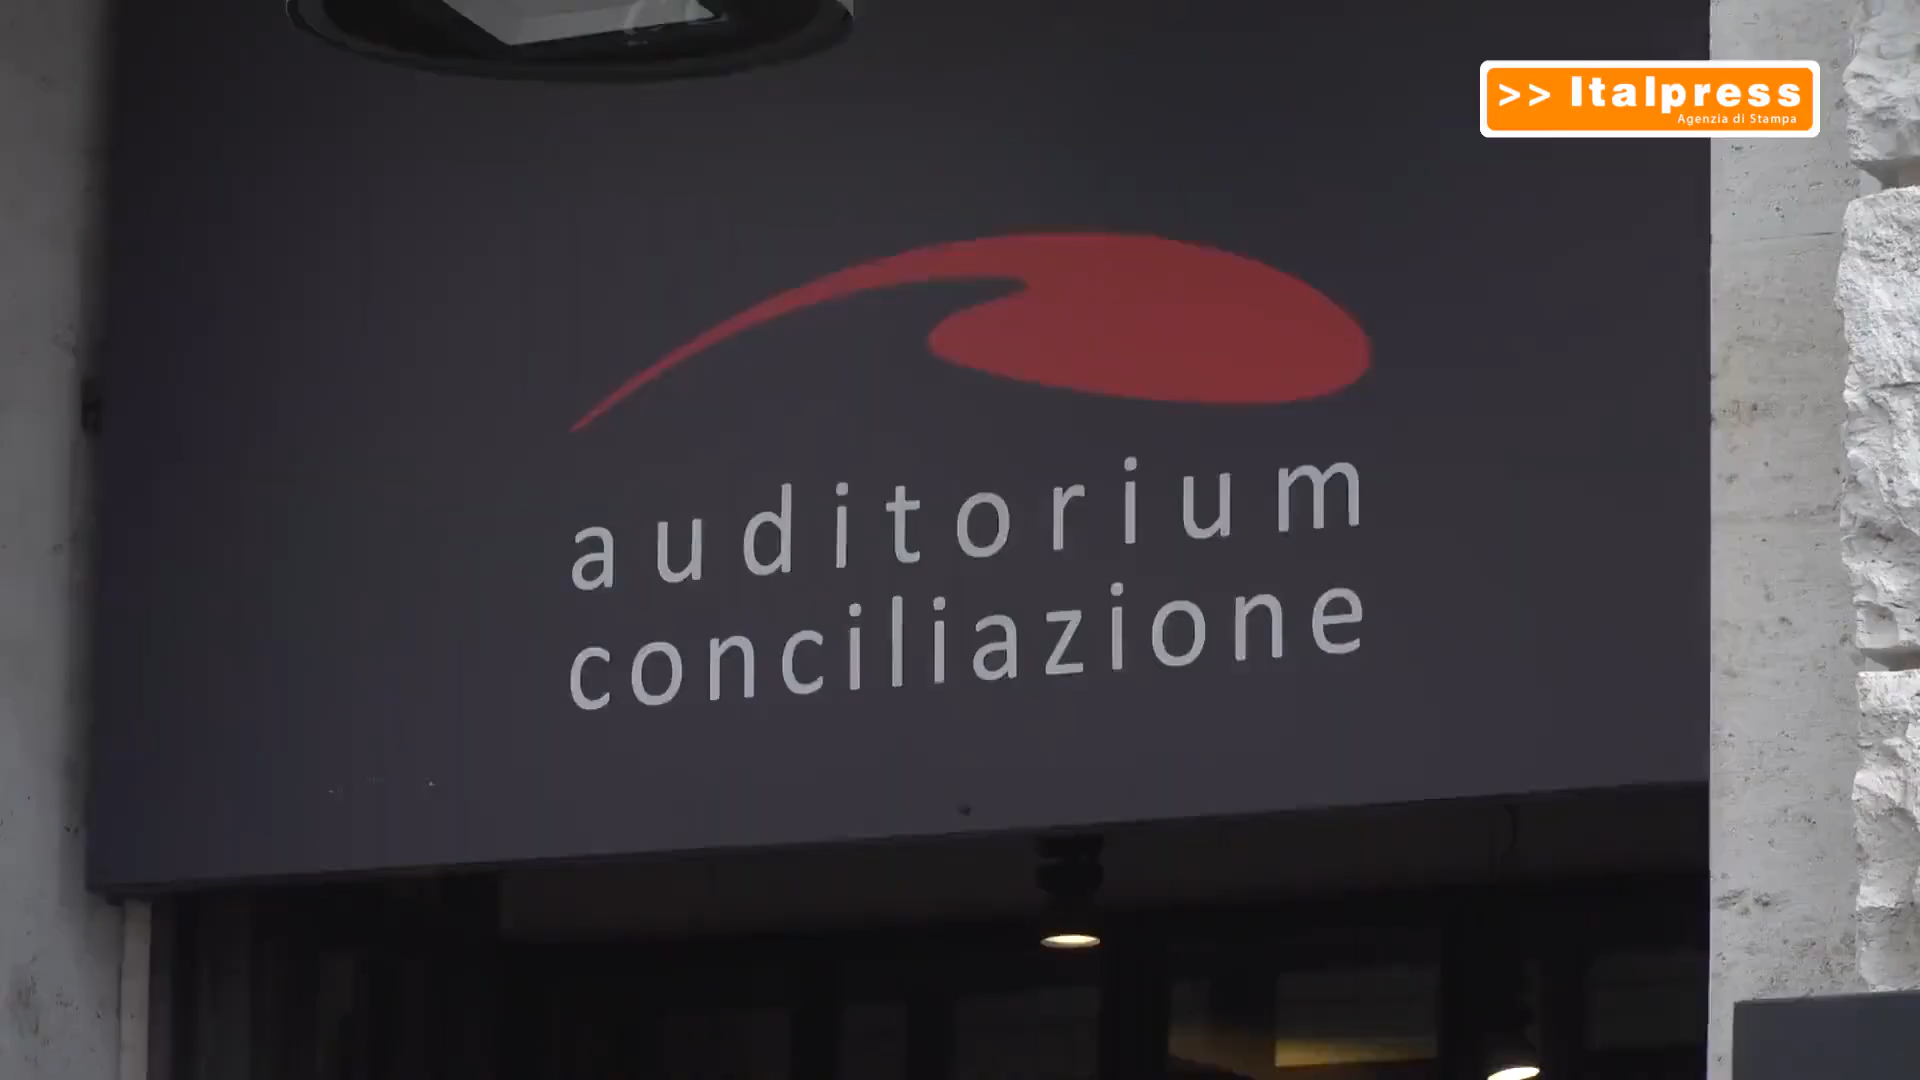 >> Italpress
Agenzia di Stampa
auditorium
conciliazione